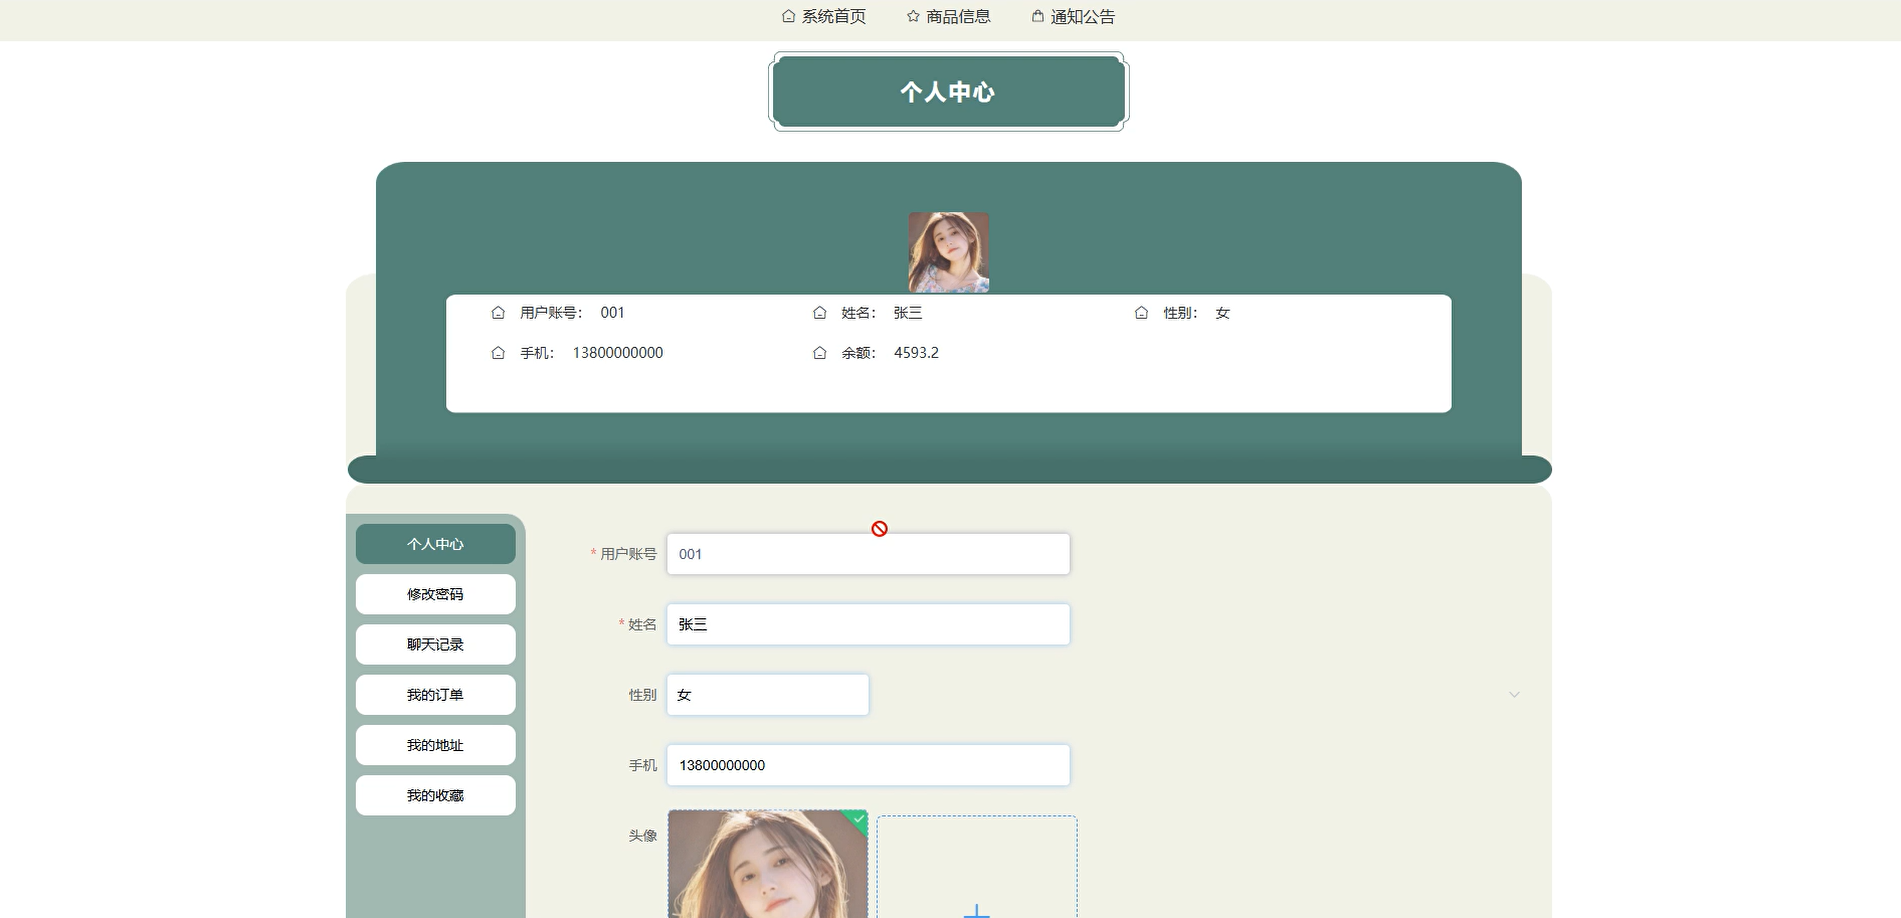 系统首页 商品信息 通知公告
个人中心
用户账号： 001 姓名： 张三 性别： 女
手机： 13800000000 余额： 4593.2
个人中心
修改密码
聊天记录
我的订单
我的地址
我的收藏
* 用户账号 001
* 姓名 张三
性别 女
手机 13800000000
头像